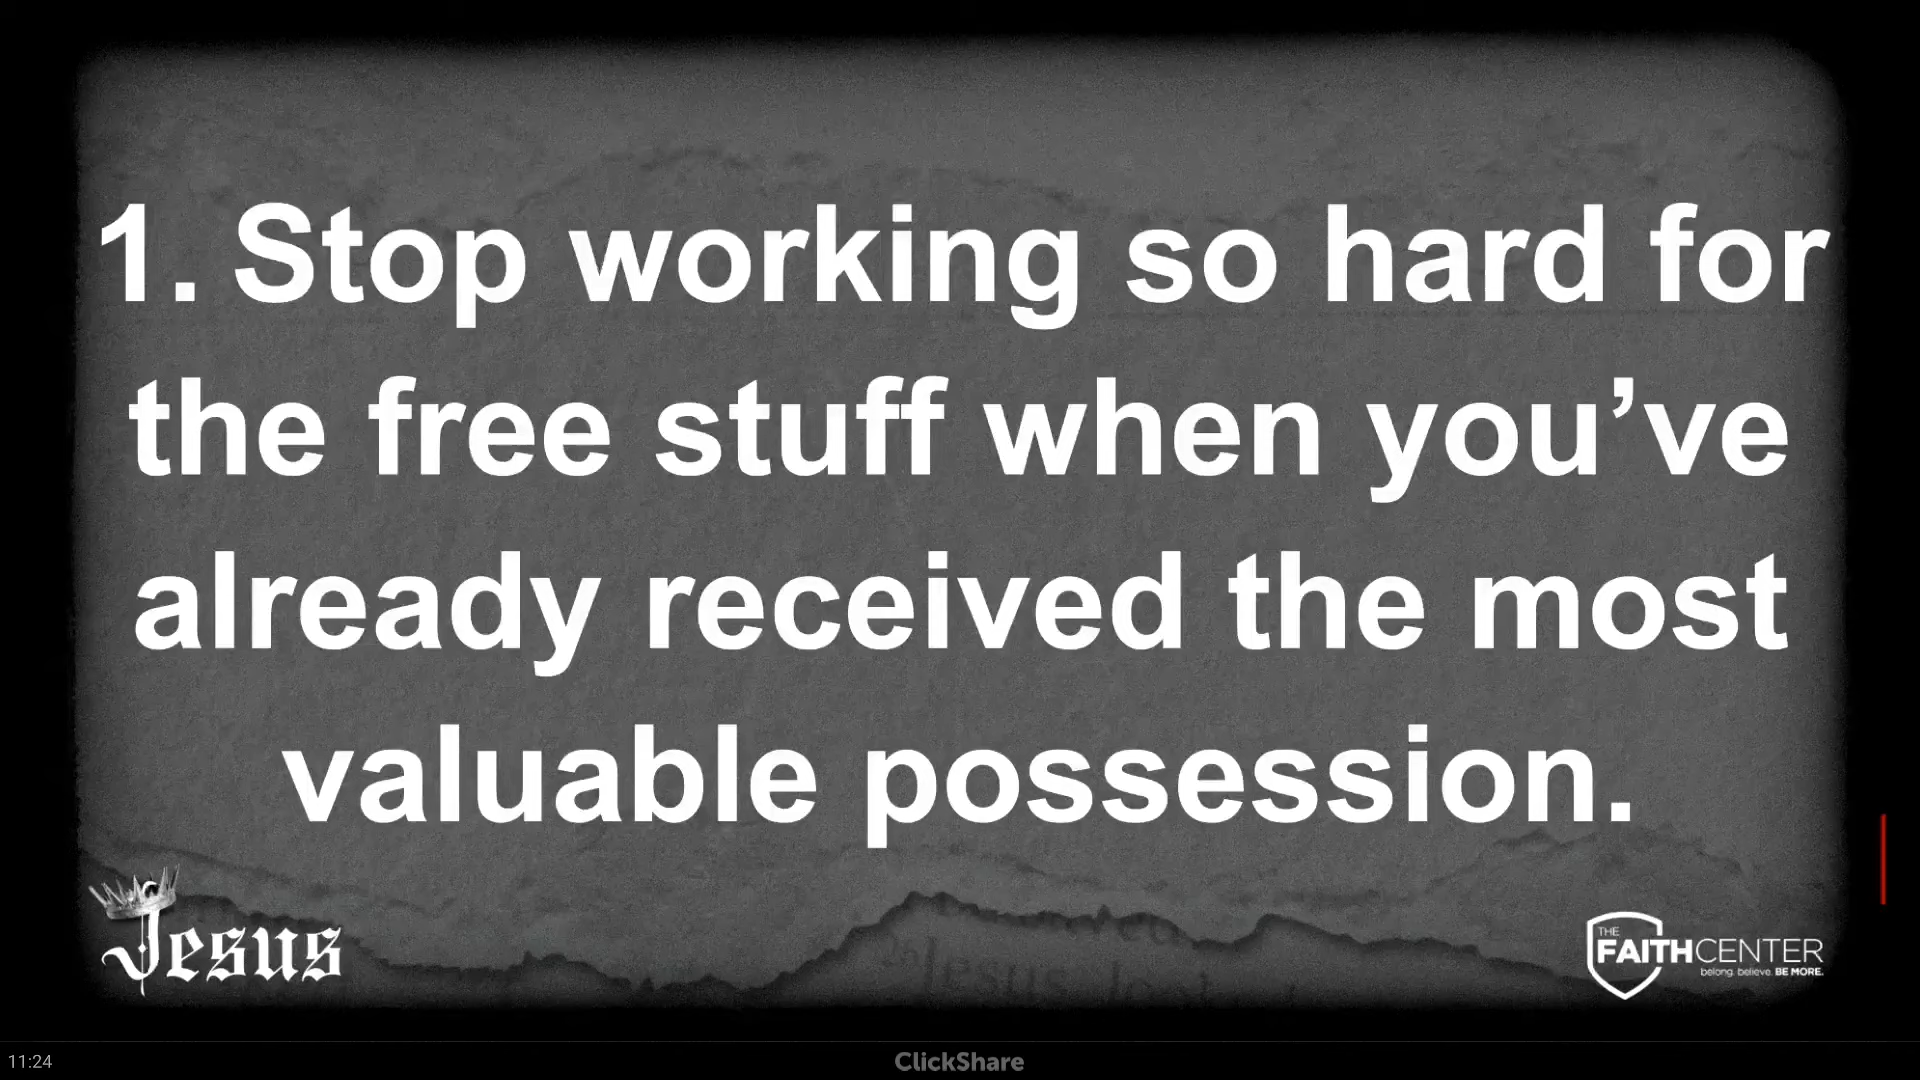 1. Stop working so hard for
the free stuff when you’ve
already received the most
valuable possession.
Jesus
THE
FAITHCENTER
belong. believe. BE MORE.
Jesus
11:24
ClickShare